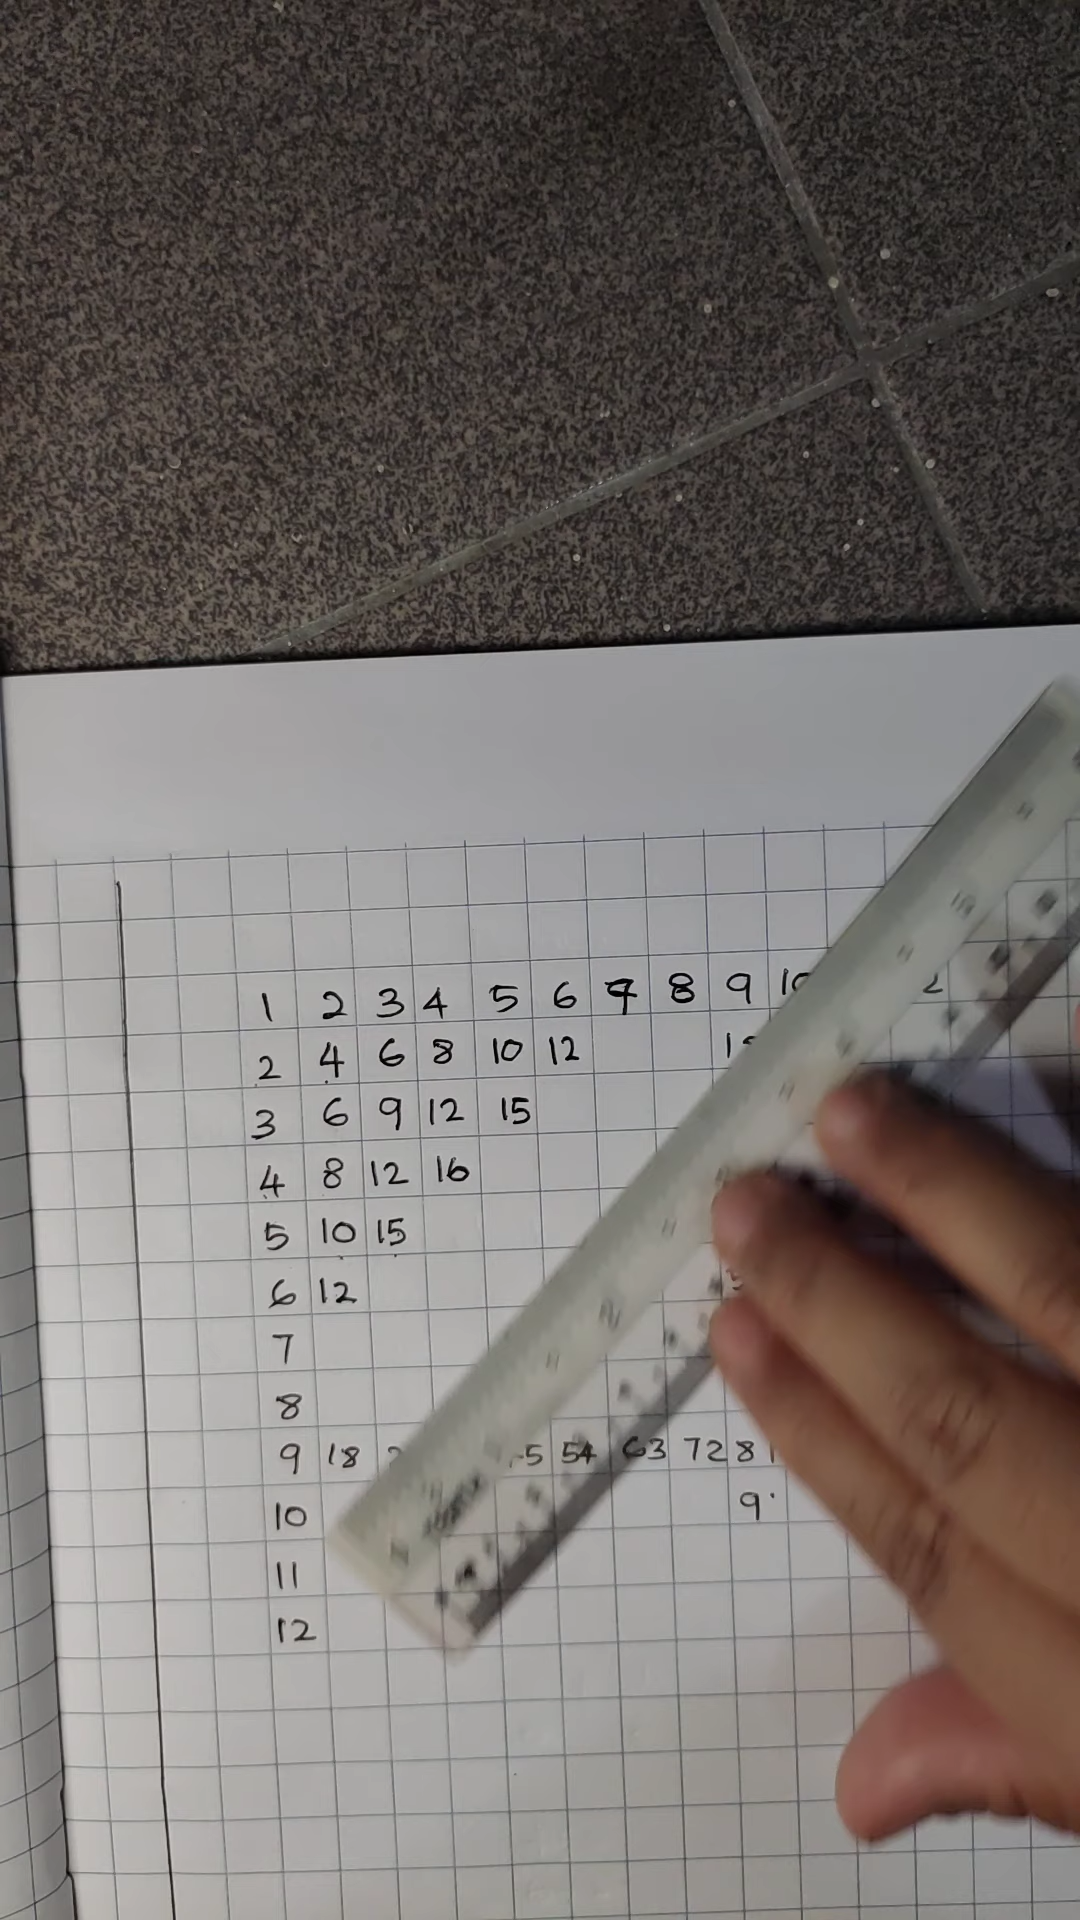 1 2 3 4 5 6 7 8 9 10
2 4 6 8 10 12
3 6 9 12 15
4 8 12 16
5 10 15
6 12
7
8
9 18 54 63 72 81
10
11
12